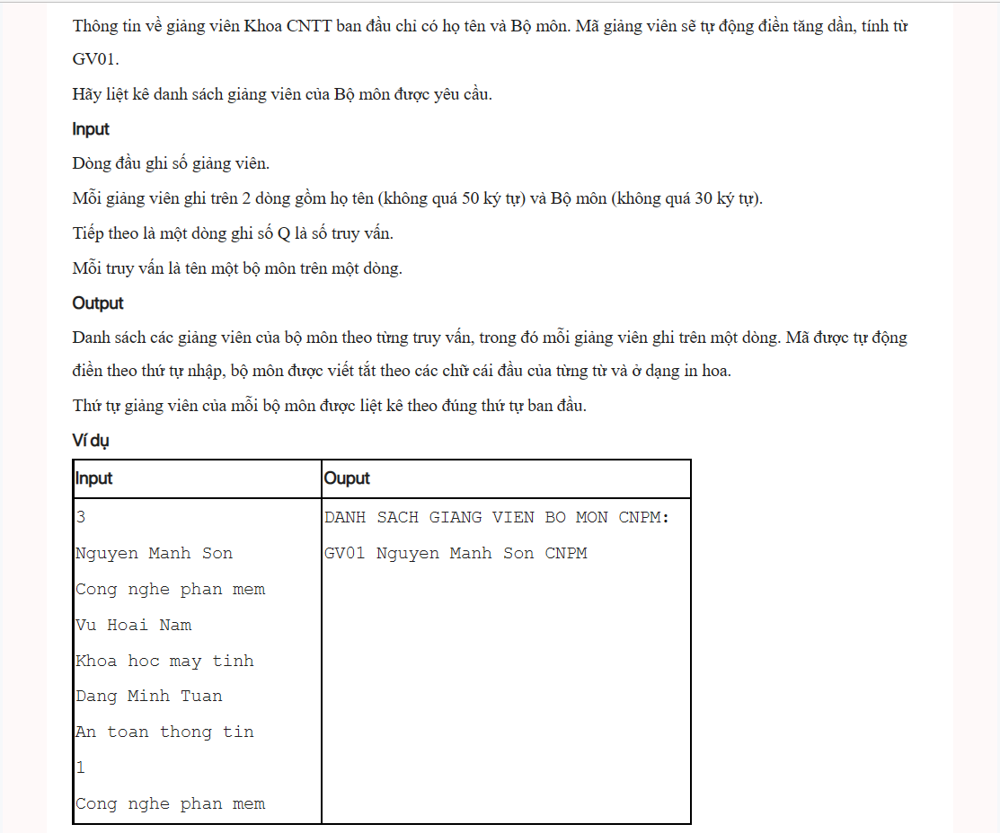 Thông tin về giảng viên Khoa CNTT ban đầu chỉ có họ tên và Bộ môn. Mã giảng viên sẽ tự động điền tăng dần, tính từ
GV01.
Hãy liệt kê danh sách giảng viên của Bộ môn được yêu cầu.
Input
Dòng đầu ghi số giảng viên.
Mỗi giảng viên ghi trên 2 dòng gồm họ tên (không quá 50 ký tự) và Bộ môn (không quá 30 ký tự).
Tiếp theo là một dòng ghi số Q là số truy vấn.
Mỗi truy vấn là tên một bộ môn trên một dòng.
Output
Danh sách các giảng viên của bộ môn theo từng truy vấn, trong đó mỗi giảng viên ghi trên một dòng. Mã được tự động
điền theo thứ tự nhập, bộ môn được viết tắt theo các chữ cái đầu của từng từ và ở dạng in hoa.
Thứ tự giảng viên của mỗi bộ môn được liệt kê theo đúng thứ tự ban đầu.
Ví dụ
Input
Ouput
3
Nguyen Manh Son
Cong nghe phan mem
Vu Hoai Nam
Khoa hoc may tinh
Dang Minh Tuan
An toan thong tin
1
Cong nghe phan mem
DANH SACH GIANG VIEN BO MON CNPM:
GV01 Nguyen Manh Son CNPM